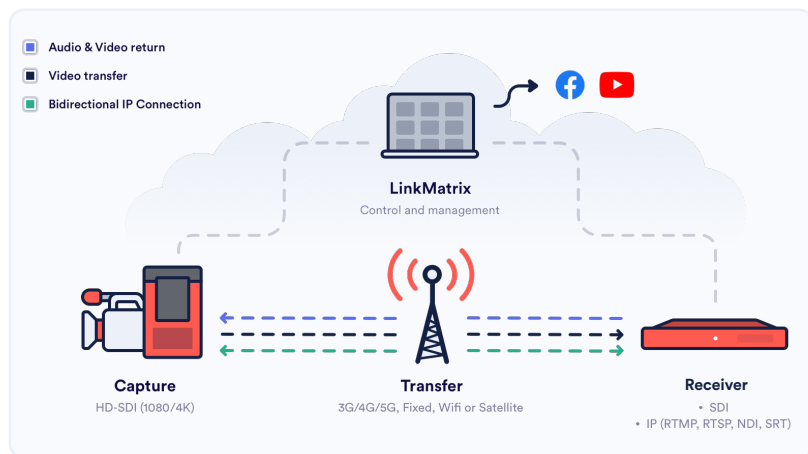 Audio & Video return
Video transfer
Bidirectional IP Connection
LinkMatrix
Control and management
Capture
HD-SDI (1080/4K)
Transfer
3G/4G/5G, Fixed, Wifi or Satellite
Receiver
• SDI
• IP (RTMP, RTSP, NDI, SRT)